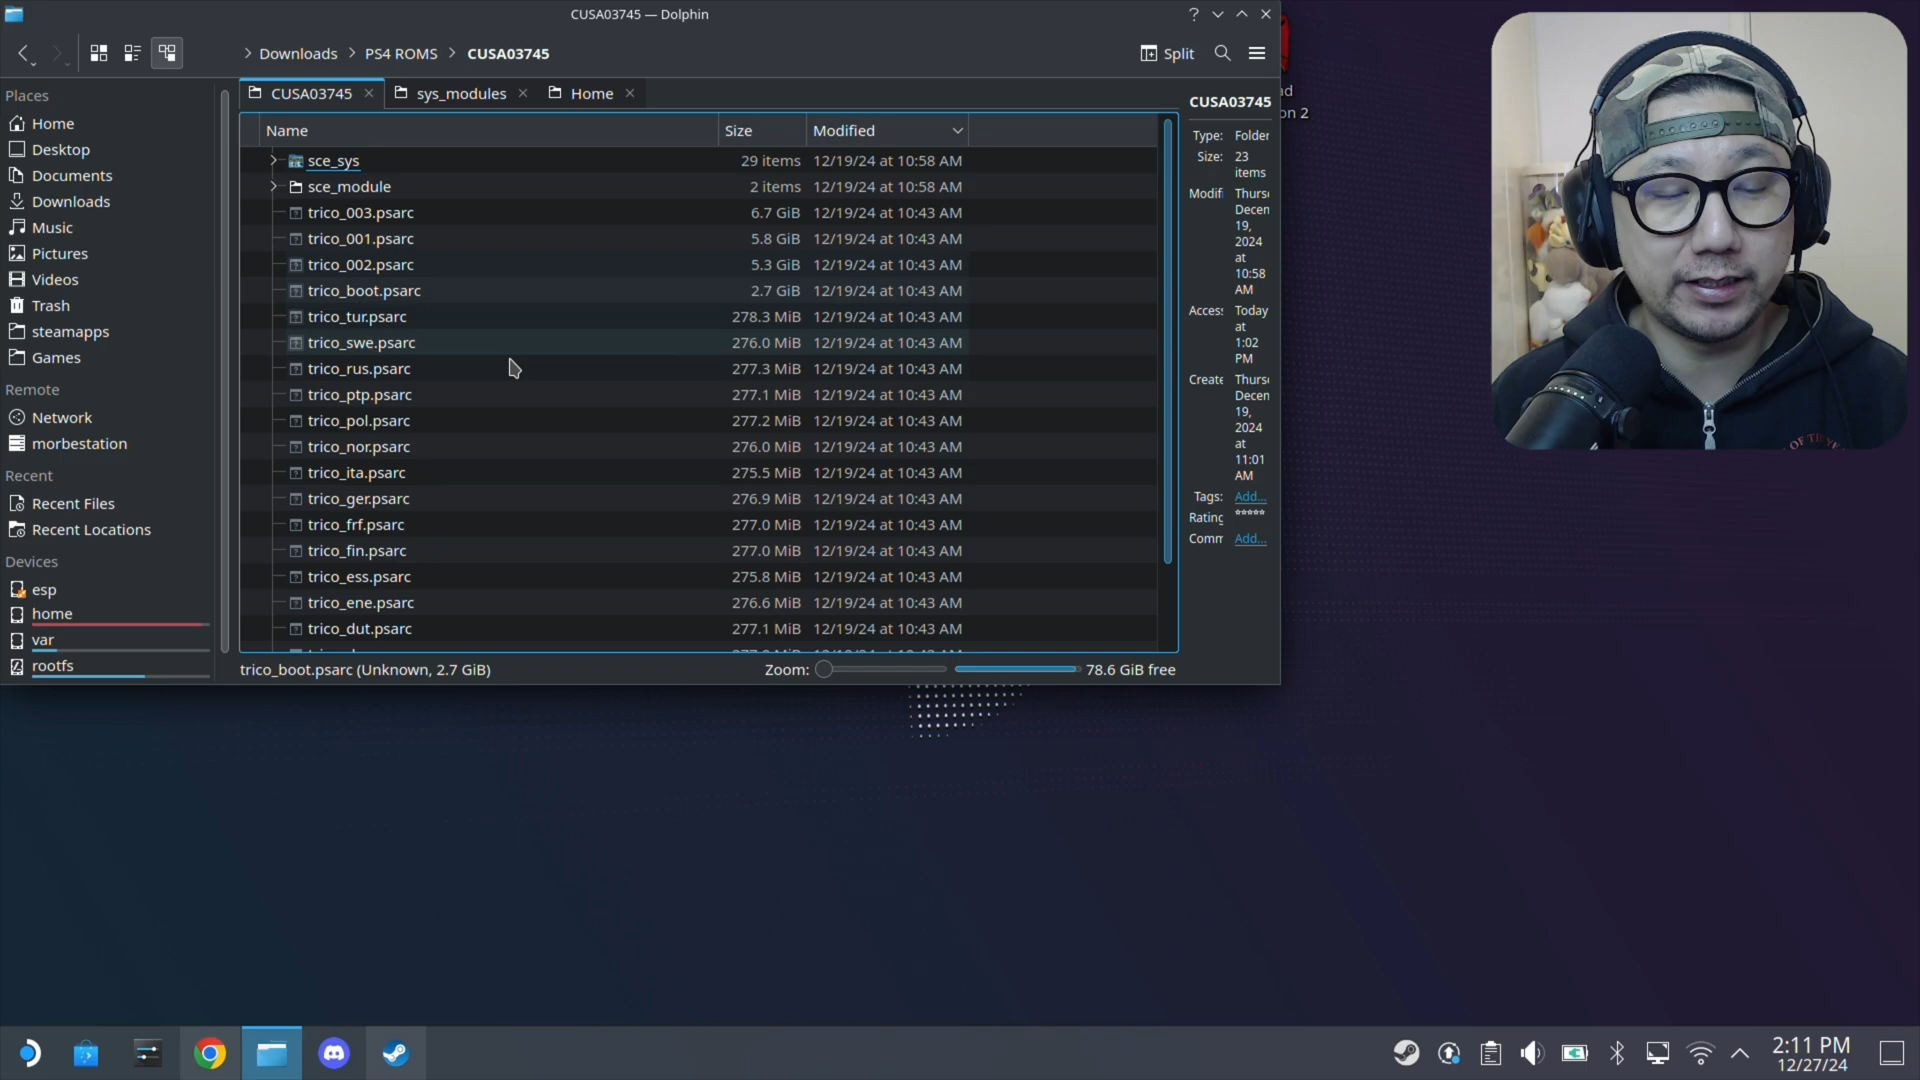 CUSA03745 — Dolphin
Downloads
PS4 ROMS
CUSA03745
Split
Places
Home
Desktop
Documents
Downloads
Music
Pictures
Videos
Trash
steamapps
Games
Remote
Network
morbestation
Recent
Recent Files
Recent Locations
Devices
esp
home
var
rootfs
CUSA03745
sys_modules
Home
Name Size Modified
sce_sys 29 items 12/19/24 at 10:58 AM
sce_module 2 items 12/19/24 at 10:58 AM
trico_003.psarc 6.7 GiB 12/19/24 at 10:43 AM
trico_001.psarc 5.8 GiB 12/19/24 at 10:43 AM
trico_002.psarc 5.3 GiB 12/19/24 at 10:43 AM
trico_boot.psarc 2.7 GiB 12/19/24 at 10:43 AM
trico_tur.psarc 278.3 MiB 12/19/24 at 10:43 AM
trico_swe.psarc 276.0 MiB 12/19/24 at 10:43 AM
trico_rus.psarc 277.3 MiB 12/19/24 at 10:43 AM
trico_ptp.psarc 277.1 MiB 12/19/24 at 10:43 AM
trico_pol.psarc 277.2 MiB 12/19/24 at 10:43 AM
trico_nor.psarc 276.0 MiB 12/19/24 at 10:43 AM
trico_ita.psarc 275.5 MiB 12/19/24 at 10:43 AM
trico_ger.psarc 276.9 MiB 12/19/24 at 10:43 AM
trico_frf.psarc 277.0 MiB 12/19/24 at 10:43 AM
trico_fin.psarc 277.0 MiB 12/19/24 at 10:43 AM
trico_ess.psarc 275.8 MiB 12/19/24 at 10:43 AM
trico_ene.psarc 276.6 MiB 12/19/24 at 10:43 AM
trico_dut.psarc 277.1 MiB 12/19/24 at 10:43 AM
trico_boot.psarc (Unknown, 2.7 GiB)
Zoom:
78.6 GiB free
CUSA03745
Type: Folder
Size: 23
items
Modifi Thurs
Decen
19,
2024
at
10:58
AM
Acces: Today
at
1:02
PM
Create Thurs
Decen
19,
2024
at
11:01
AM
Tags: Add...
Rating
Comm Add...
ad
on 2
OF THE YE
2:11 PM
12/27/24